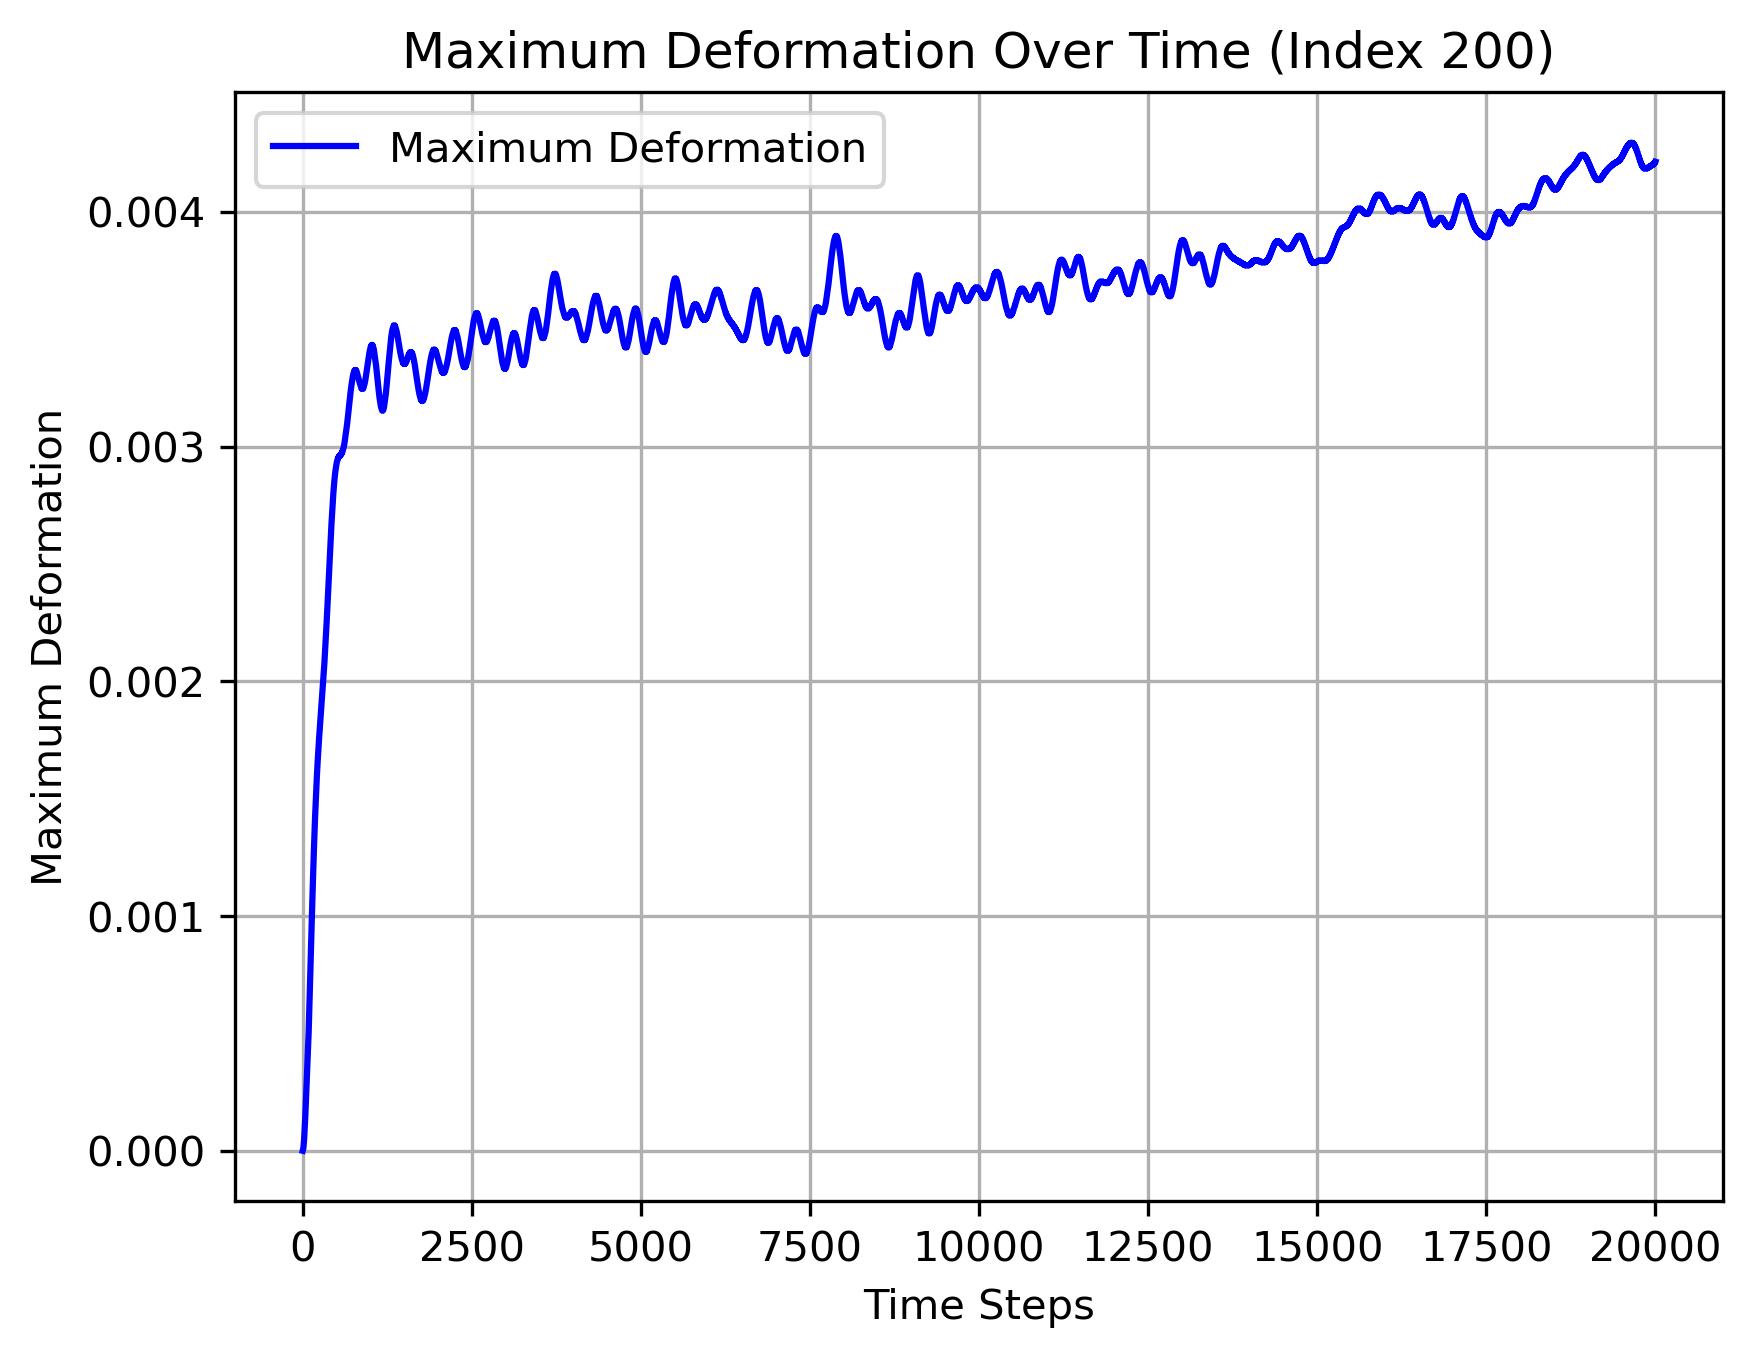 Maximum Deformation Over Time (Index 200)
Maximum Deformation
Maximum Deformation
0.004
0.003
0.002
0.001
0.000
0 2500 5000 7500 10000 12500 15000 17500 20000
Time Steps